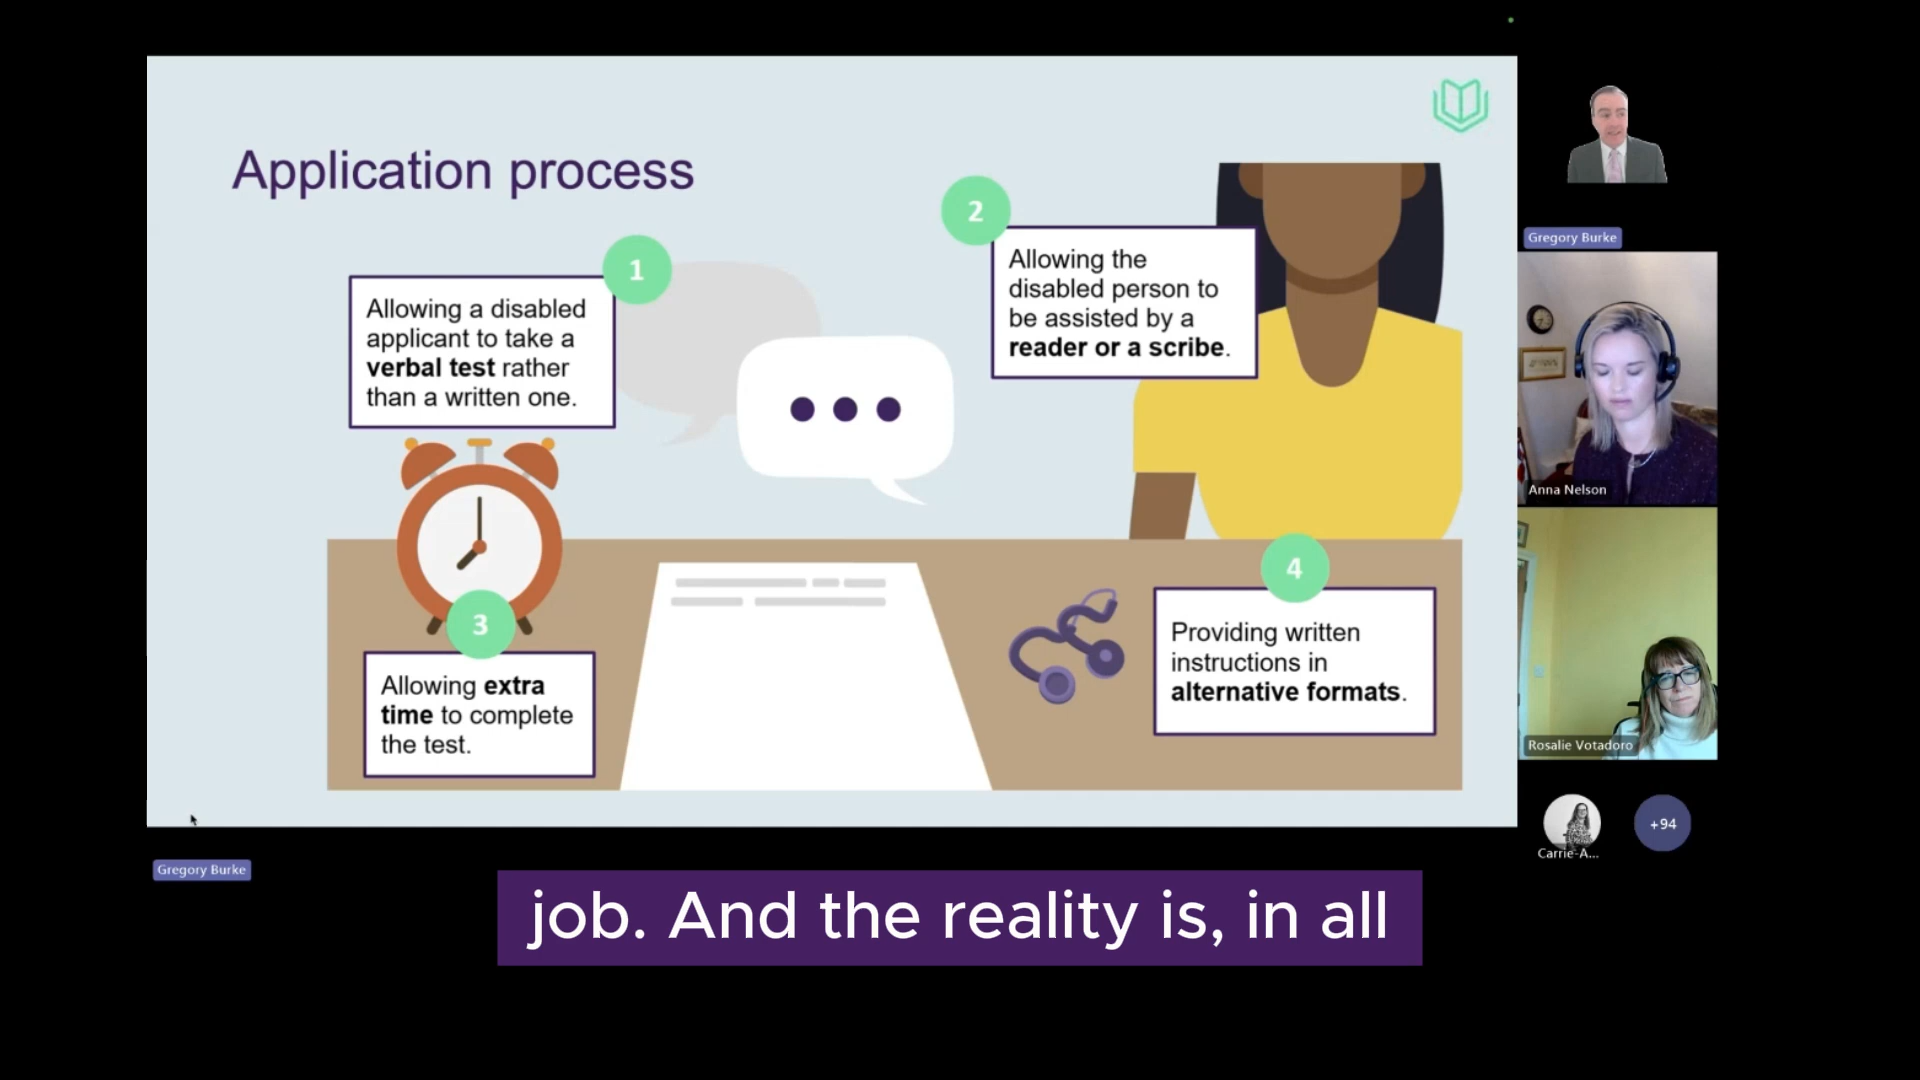 Application process
1
Allowing a disabled
applicant to take a
verbal test rather
than a written one.
2
Allowing the
disabled person to
be assisted by a
reader or a scribe.
3
Allowing extra
time to complete
the test.
4
Providing written
instructions in
alternative formats.
Gregory Burke
Anna Nelson
Rosalie Votadoro
Carrie-A...
+94
Gregory Burke
job. And the reality is, in all